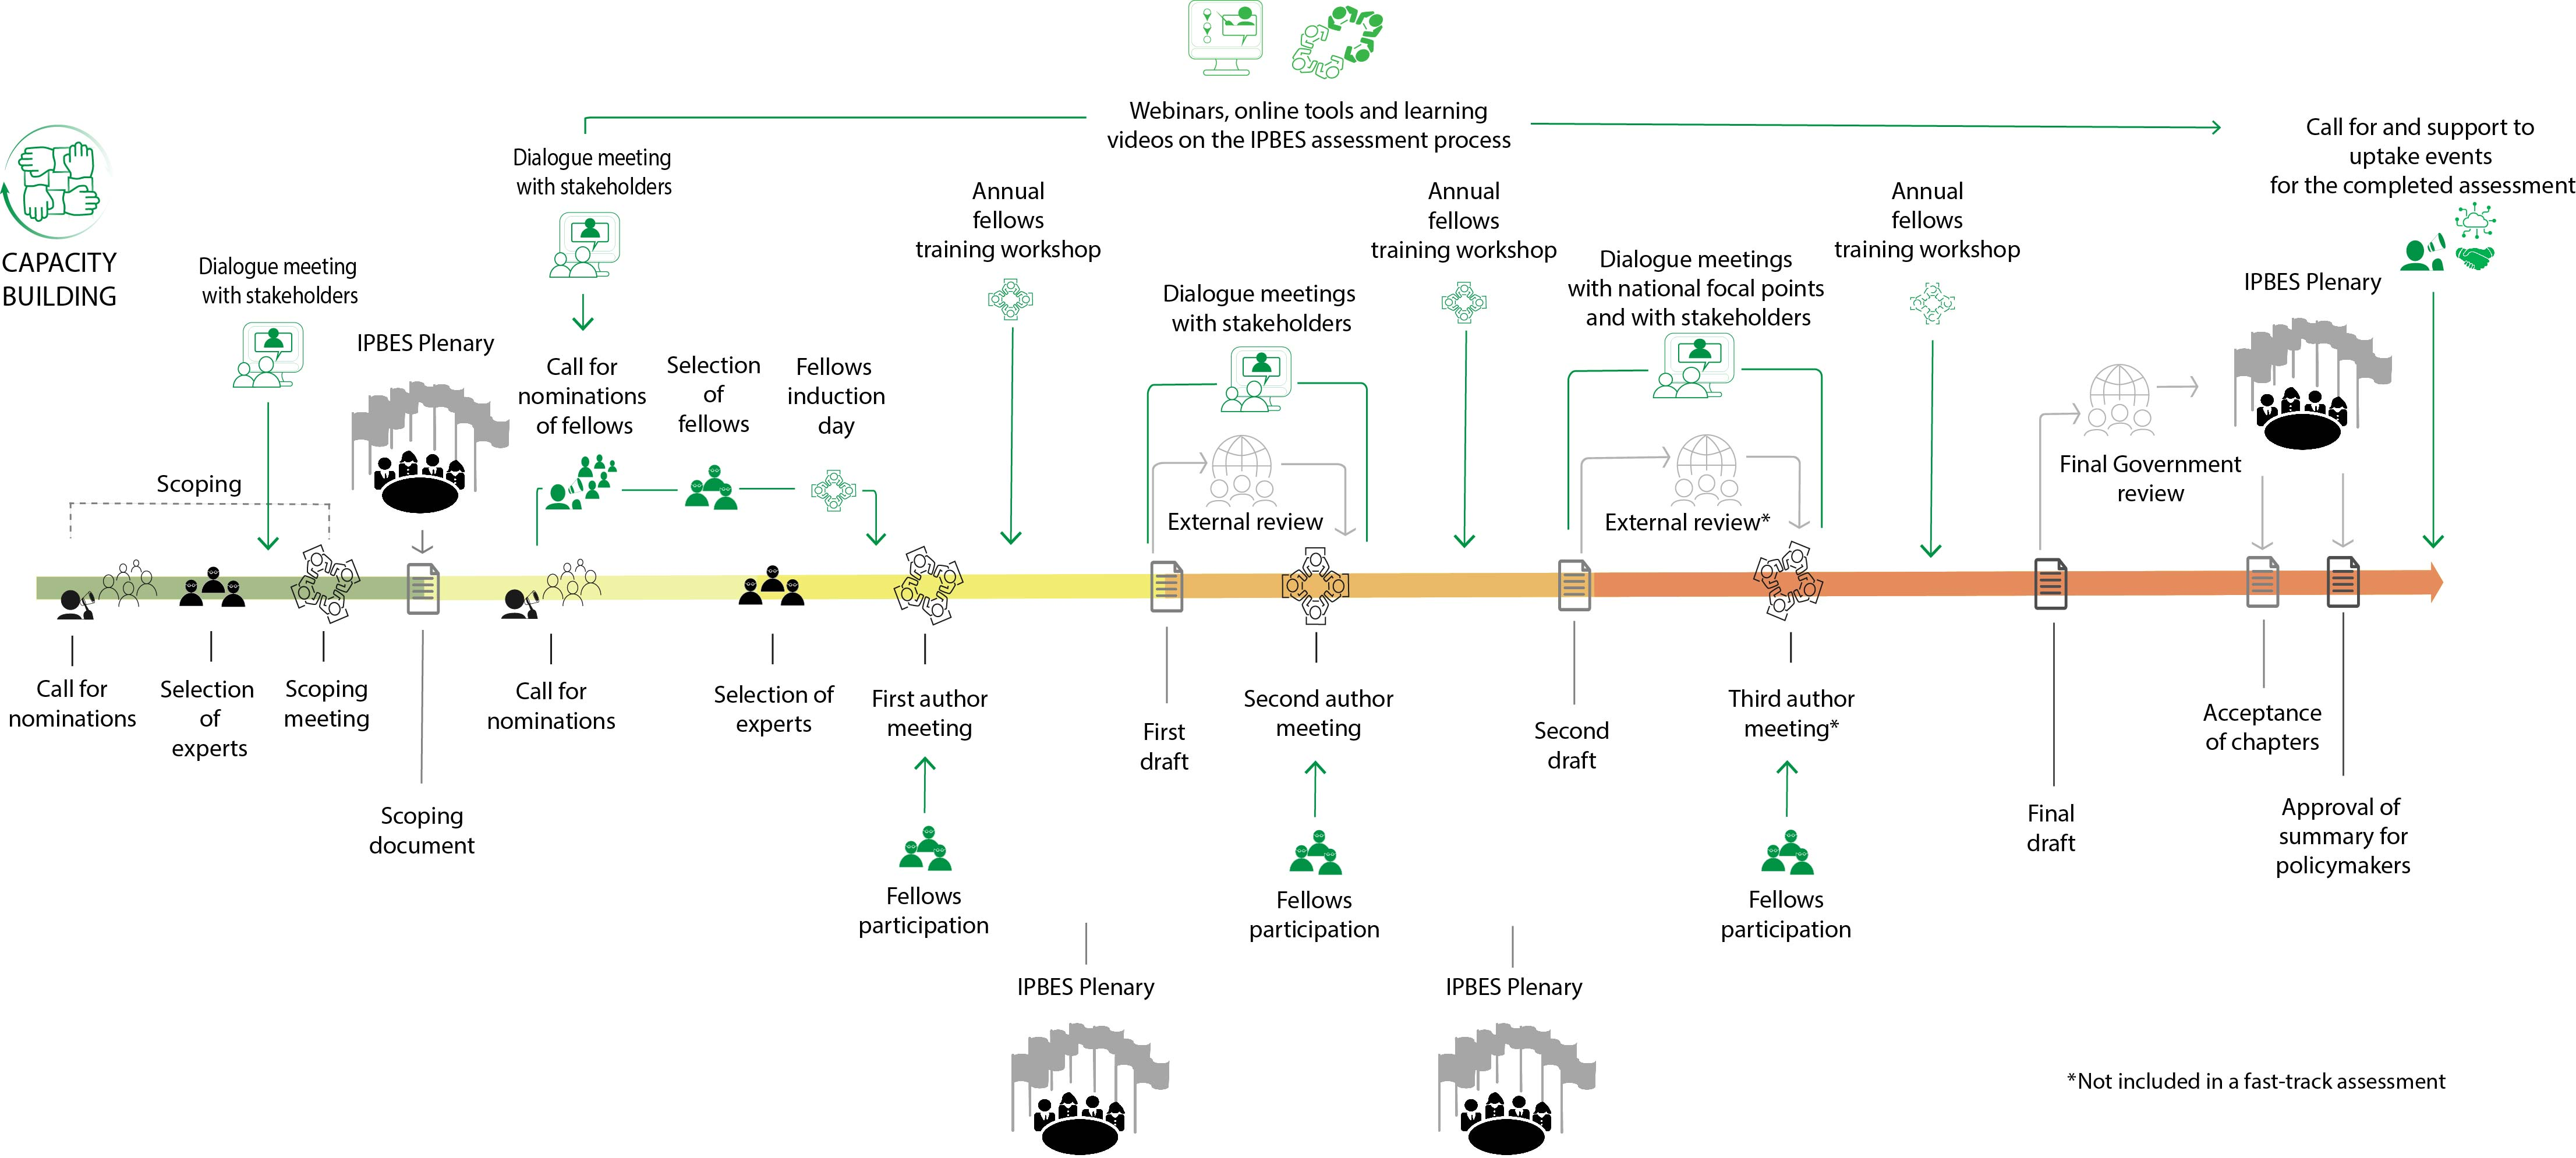 Webinars, online tools and learning
videos on the IPBES assessment process
Call for and support to
uptake events
for the completed assessment
CAPACITY
BUILDING
Dialogue meeting
with stakeholders
Dialogue meeting
with stakeholders
Annual
fellows
training workshop
Annual
fellows
training workshop
Annual
fellows
training workshop
Dialogue meetings
with stakeholders
Dialogue meetings
with national focal points
and with stakeholders
IPBES Plenary
IPBES Plenary
Call for
nominations
of fellows
Selection
of
fellows
Fellows
induction
day
Scoping
External review
External review*
Final Government
review
Call for
nominations
Selection
of
experts
Scoping
meeting
Scoping
document
Call for
nominations
Selection of
experts
First author
meeting
First
draft
Second author
meeting
Second
draft
Third author
meeting*
Final
draft
Acceptance
of chapters
Approval of
summary for
policymakers
Fellows
participation
Fellows
participation
Fellows
participation
IPBES Plenary
IPBES Plenary
*Not included in a fast-track assessment